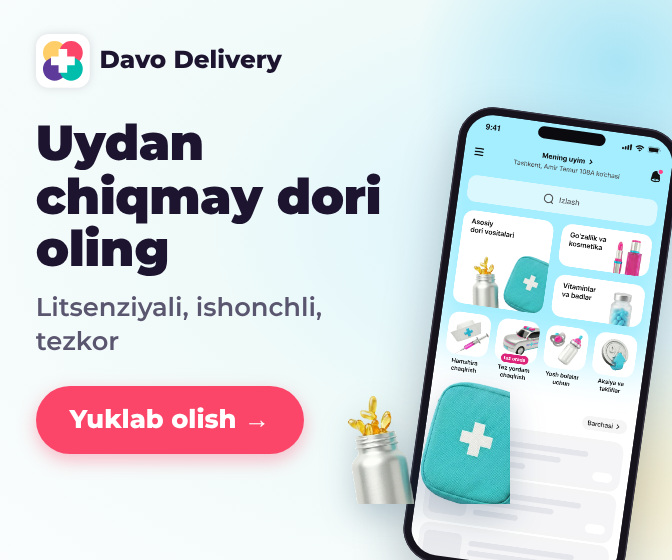 Davo Delivery
Uydan
chiqmay dori
oling
Litsenziyali, ishonchli,
tezkor
Yuklab olish →
9:41
Mening uyim >
Tashkent, Amir Temur 108A ko'chasi
Izlash
Asosiy
dori vositalari
Go'zallik va
kosmetika
Vitaminlar
va badlar
Hamshira
chaqirish
Tez yordam
chaqirish
Yosh bolalar
uchun
Aksiya va
takliflar
Barchasi >